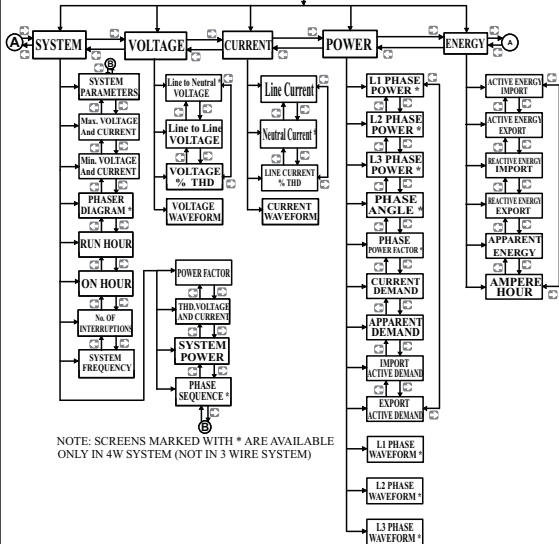 A
SYSTEM
VOLTAGE
CURRENT
POWER
ENERGY
A
B
SYSTEM
PARAMETERS
Max. VOLTAGE
And CURRENT
Min. VOLTAGE
And CURRENT
PHASER
DIAGRAM *
RUN HOUR
ON HOUR
No. OF
INTERRUPTIONS
SYSTEM
FREQUENCY
POWER FACTOR
THD.VOLTAGE
AND CURRENT
SYSTEM
POWER
PHASE
SEQUENCE *
B
Line to Neutral *
VOLTAGE
Line to Line
VOLTAGE
VOLTAGE
% THD
VOLTAGE
WAVEFORM
Line Current
Neutral Current *
LINE CURRENT
% THD
CURRENT
WAVEFORM
L1 PHASE
POWER *
L2 PHASE
POWER *
L3 PHASE
POWER *
PHASE
ANGLE *
PHASE
POWER FACTOR *
CURRENT
DEMAND
APPARENT
DEMAND
IMPORT
ACTIVE DEMAND
EXPORT
ACTIVE DEMAND
L1 PHASE
WAVEFORM *
L2 PHASE
WAVEFORM *
L3 PHASE
WAVEFORM *
ACTIVE ENERGY
IMPORT
ACTIVE ENERGY
EXPORT
REACTIVE ENERGY
IMPORT
REACTIVE ENERGY
EXPORT
APPARENT
ENERGY
AMPERE
HOUR
NOTE: SCREENS MARKED WITH * ARE AVAILABLE
ONLY IN 4W SYSTEM (NOT IN 3 WIRE SYSTEM)